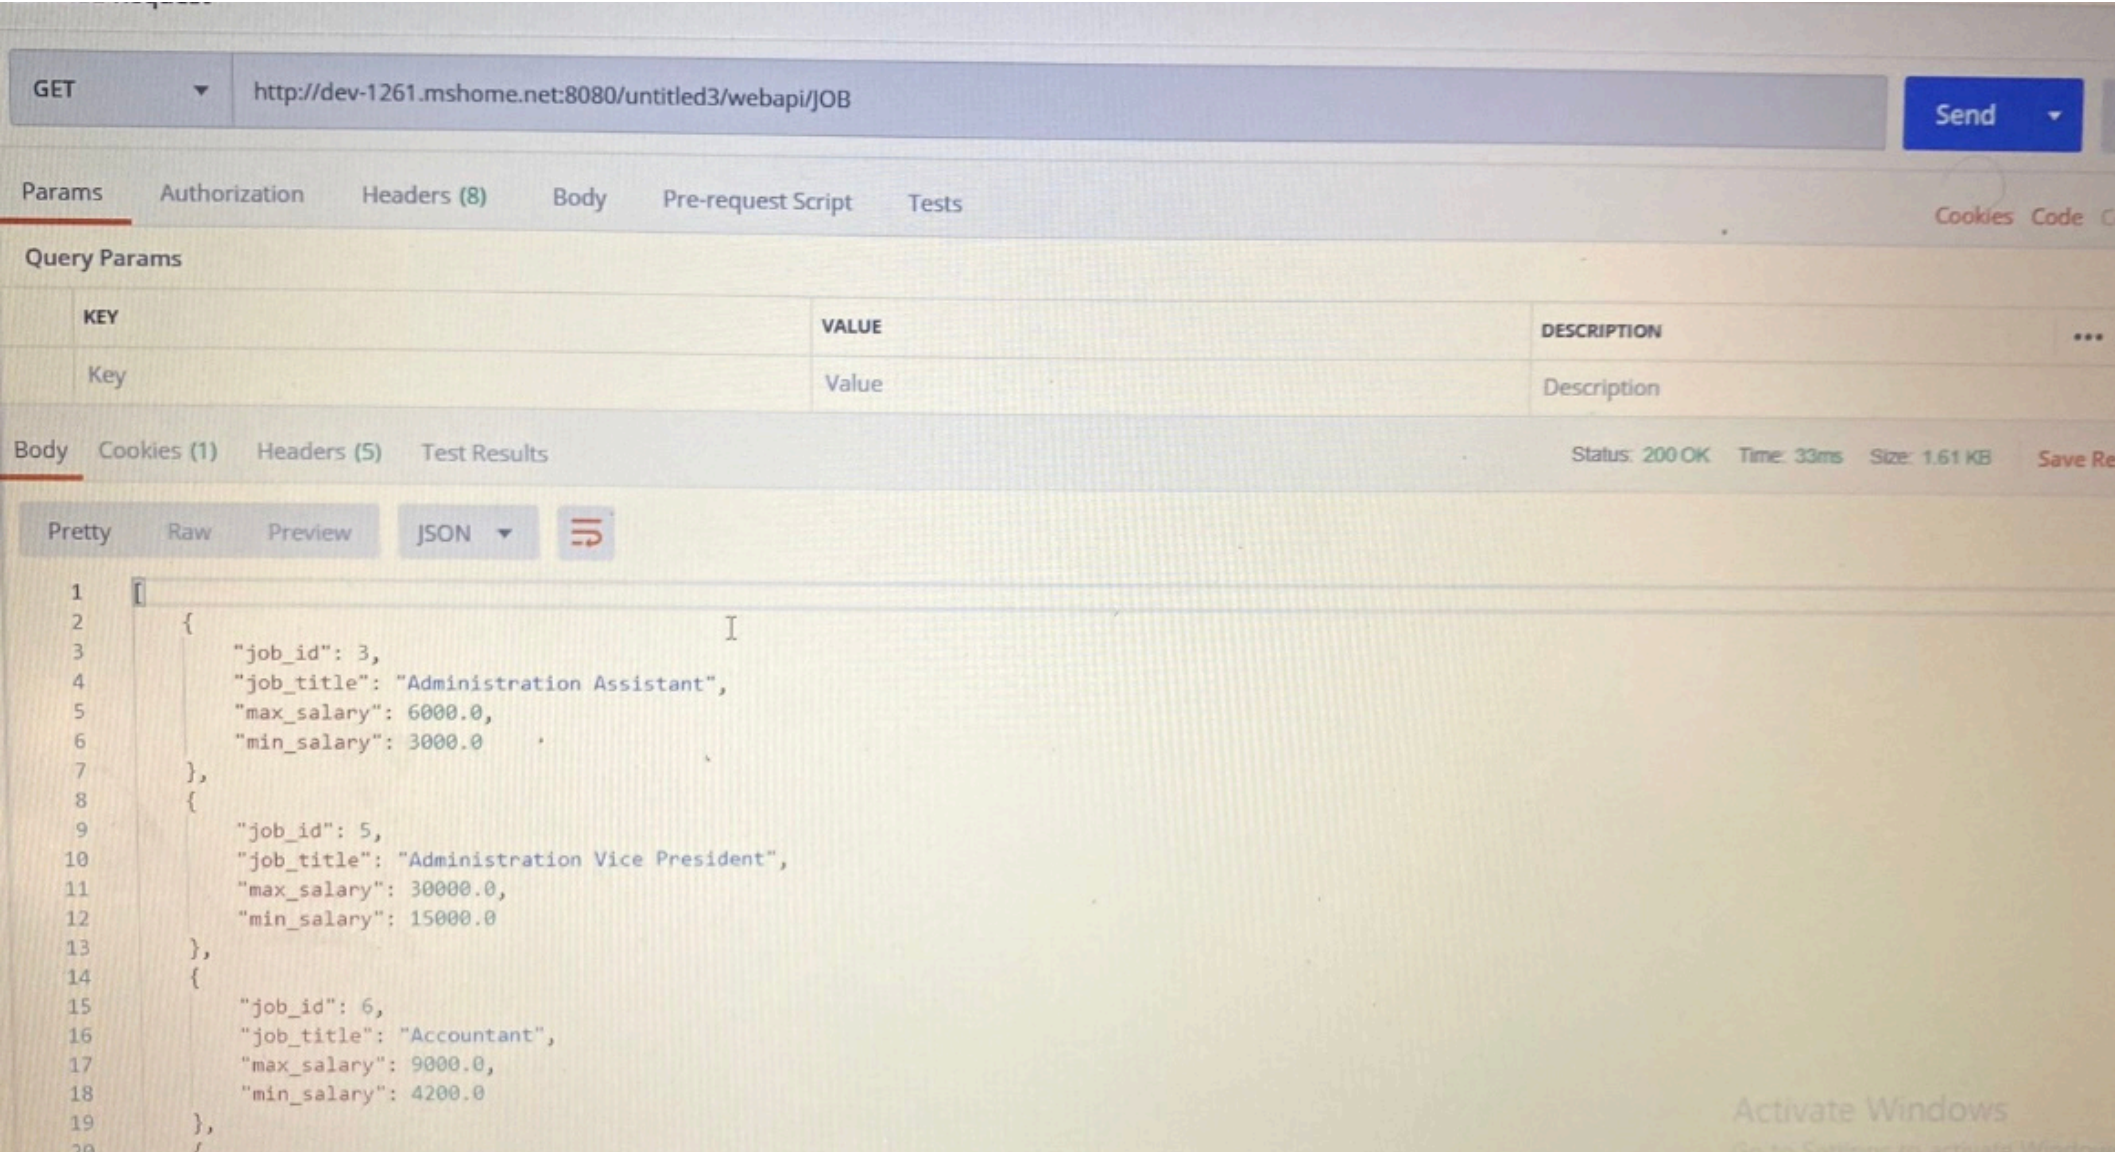 GET http://dev-1261.mshome.net:8080/untitled3/webapi/JOB Send
Params Authorization Headers (8) Body Pre-request Script Tests Cookies Code
Query Params
KEY VALUE DESCRIPTION •••
Key Value Description
Body Cookies (1) Headers (5) Test Results Status: 200 OK Time: 33ms Size: 1.61 KB Save Re
Pretty Raw Preview JSON
1 [
2 {
3 "job_id": 3,
4 "job_title": "Administration Assistant",
5 "max_salary": 6000.0,
6 "min_salary": 3000.0
7 },
8 {
9 "job_id": 5,
10 "job_title": "Administration Vice President",
11 "max_salary": 30000.0,
12 "min_salary": 15000.0
13 },
14 {
15 "job_id": 6,
16 "job_title": "Accountant",
17 "max_salary": 9000.0,
18 "min_salary": 4200.0
19 },
Activate Windows